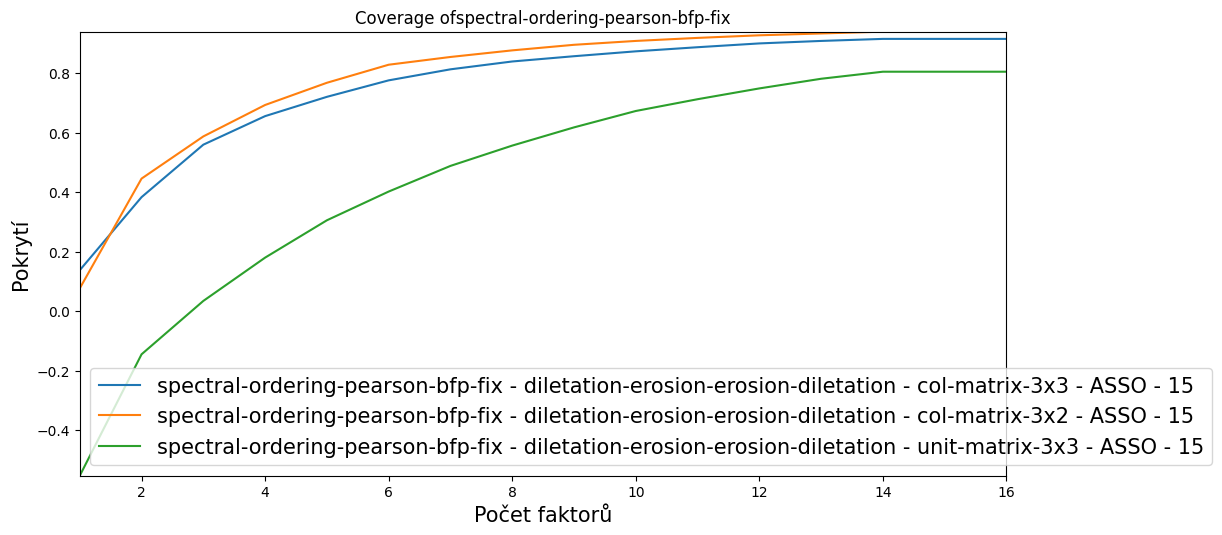 Coverage ofspectral-ordering-pearson-bfp-fix
Pokrytí
0.8
0.6
0.4
0.2
0.0
−0.2
−0.4
spectral-ordering-pearson-bfp-fix - diletation-erosion-erosion-diletation - col-matrix-3x3 - ASSO - 15
spectral-ordering-pearson-bfp-fix - diletation-erosion-erosion-diletation - col-matrix-3x2 - ASSO - 15
spectral-ordering-pearson-bfp-fix - diletation-erosion-erosion-diletation - unit-matrix-3x3 - ASSO - 15
2 4 6 8 10 12 14 16
Počet faktorů